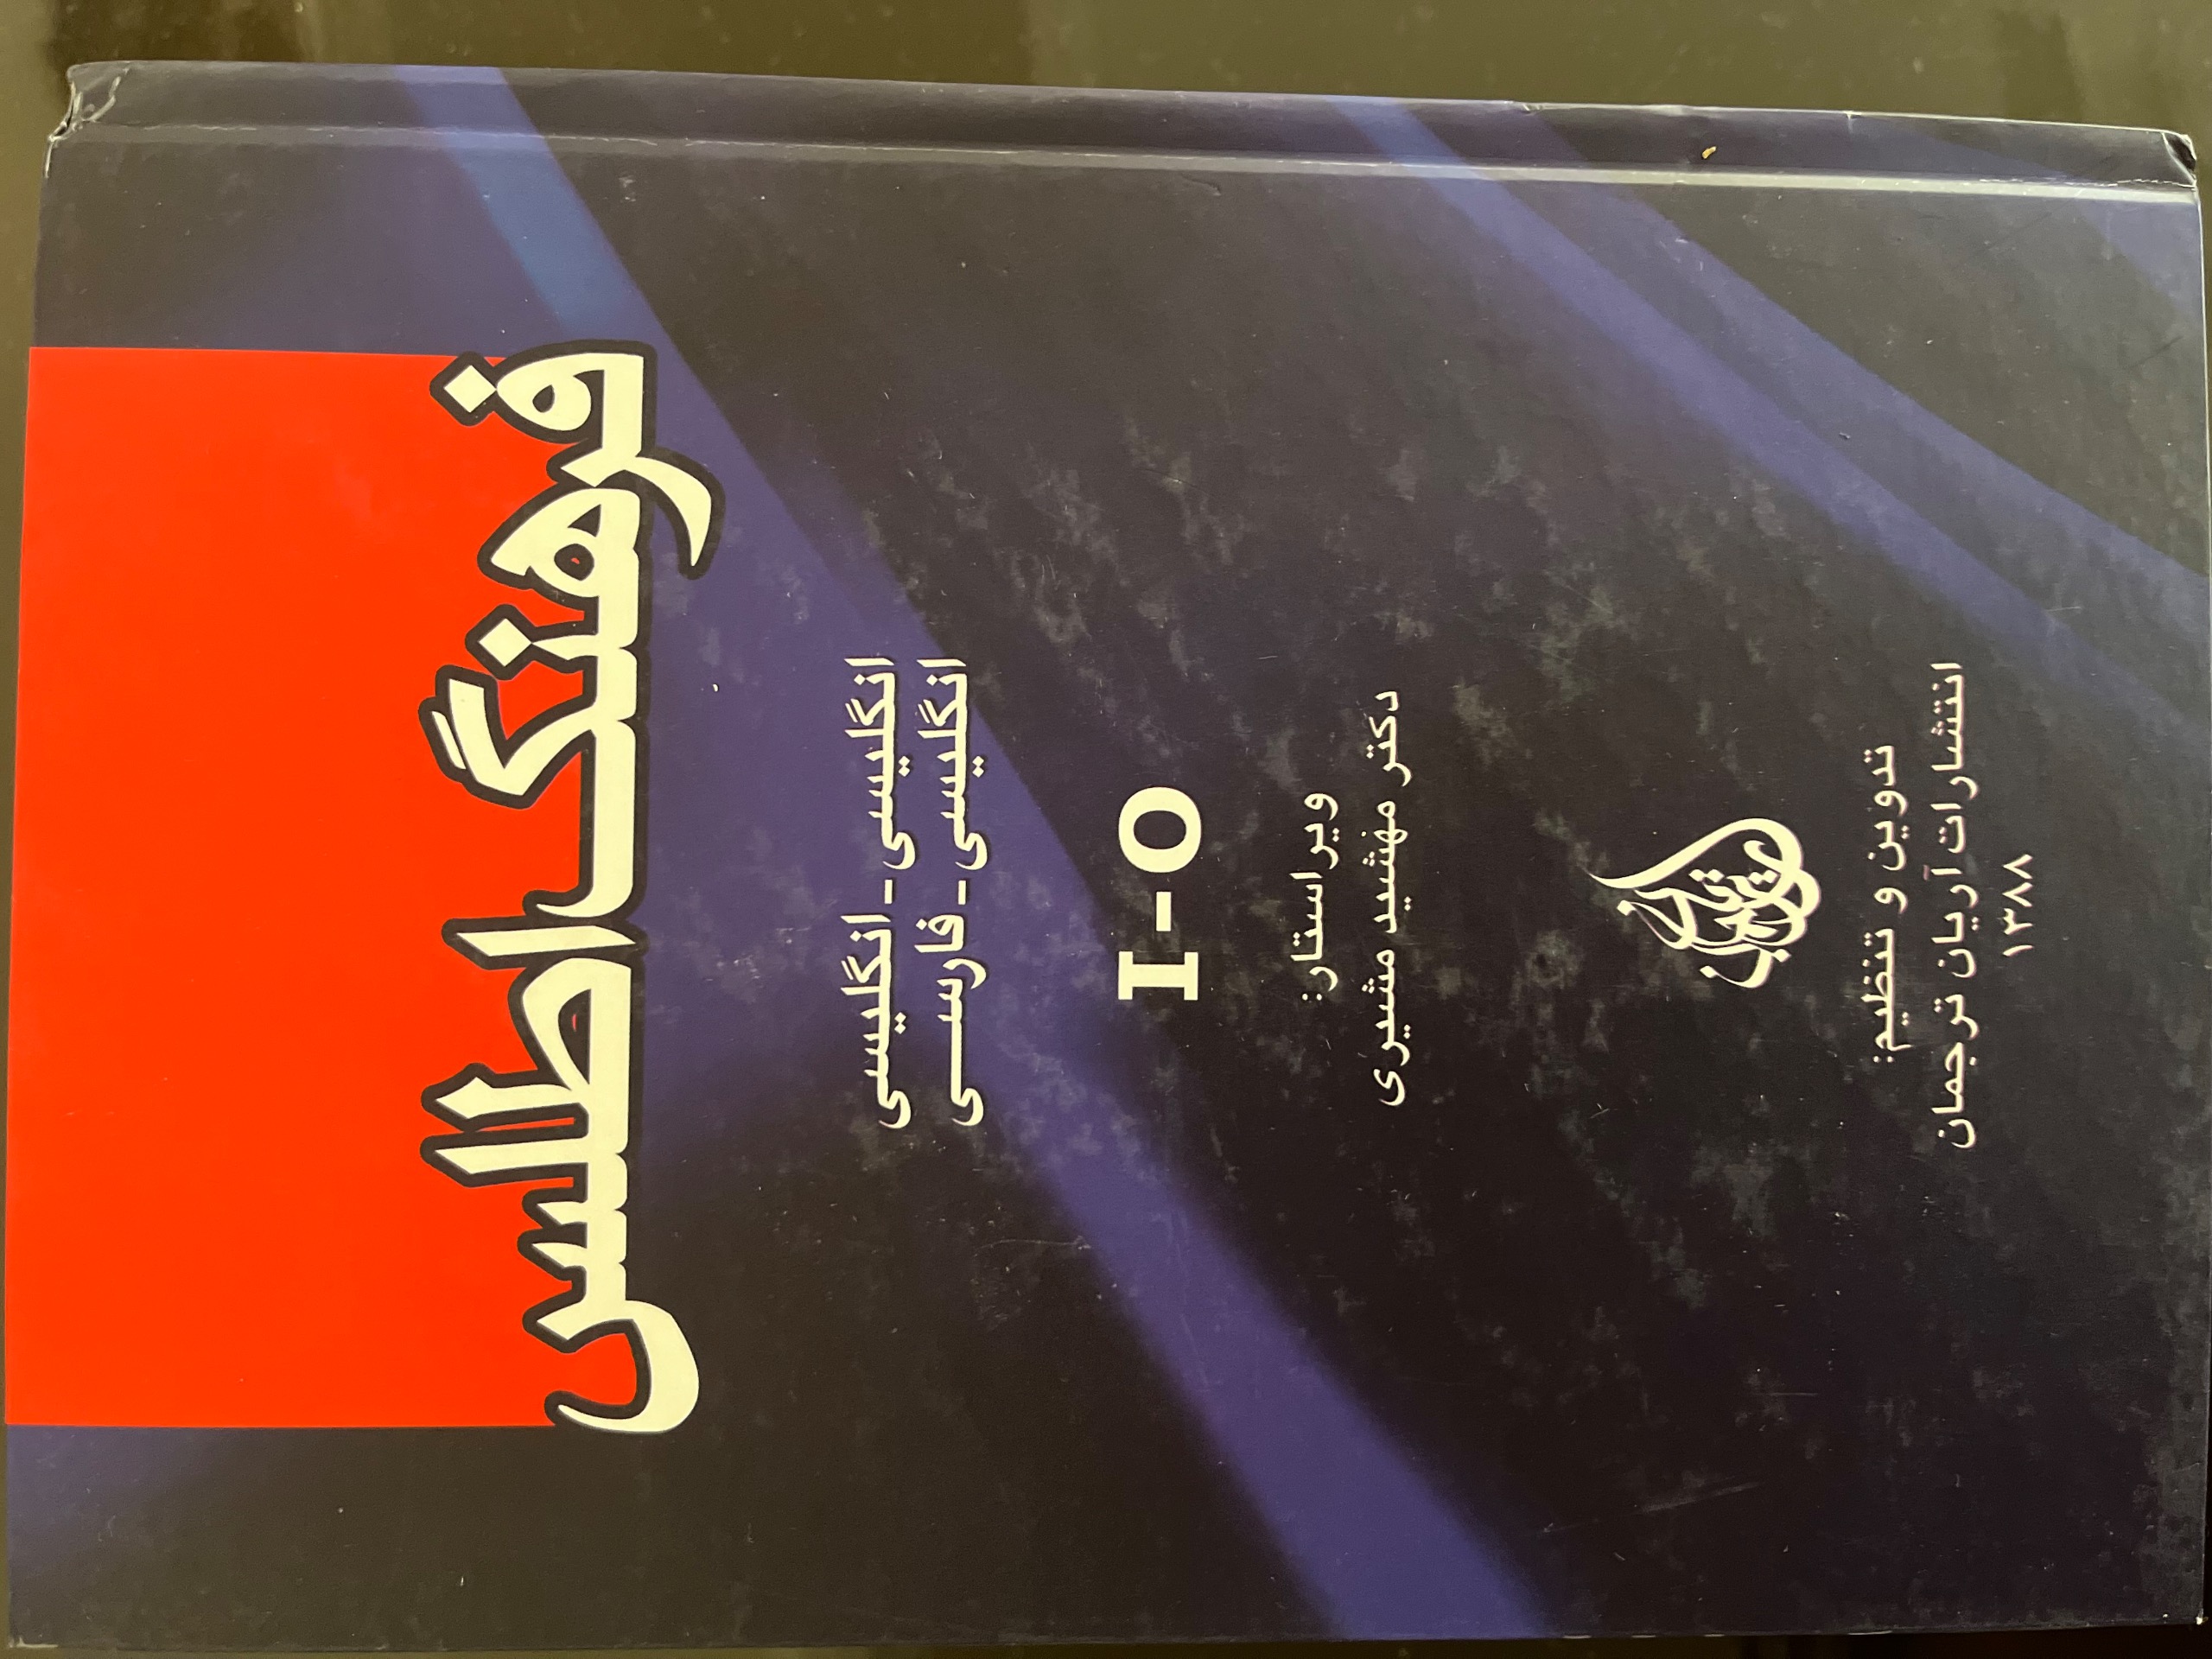 فرهنگ اطلس
انگلیسی - انگلیسی
انگلیسی - فارسی
I - O
ویراستار:
دکتر مهشید مشیری
تدوین و تنظیم:
انتشارات آریان ترجمان
۱۳۸۸